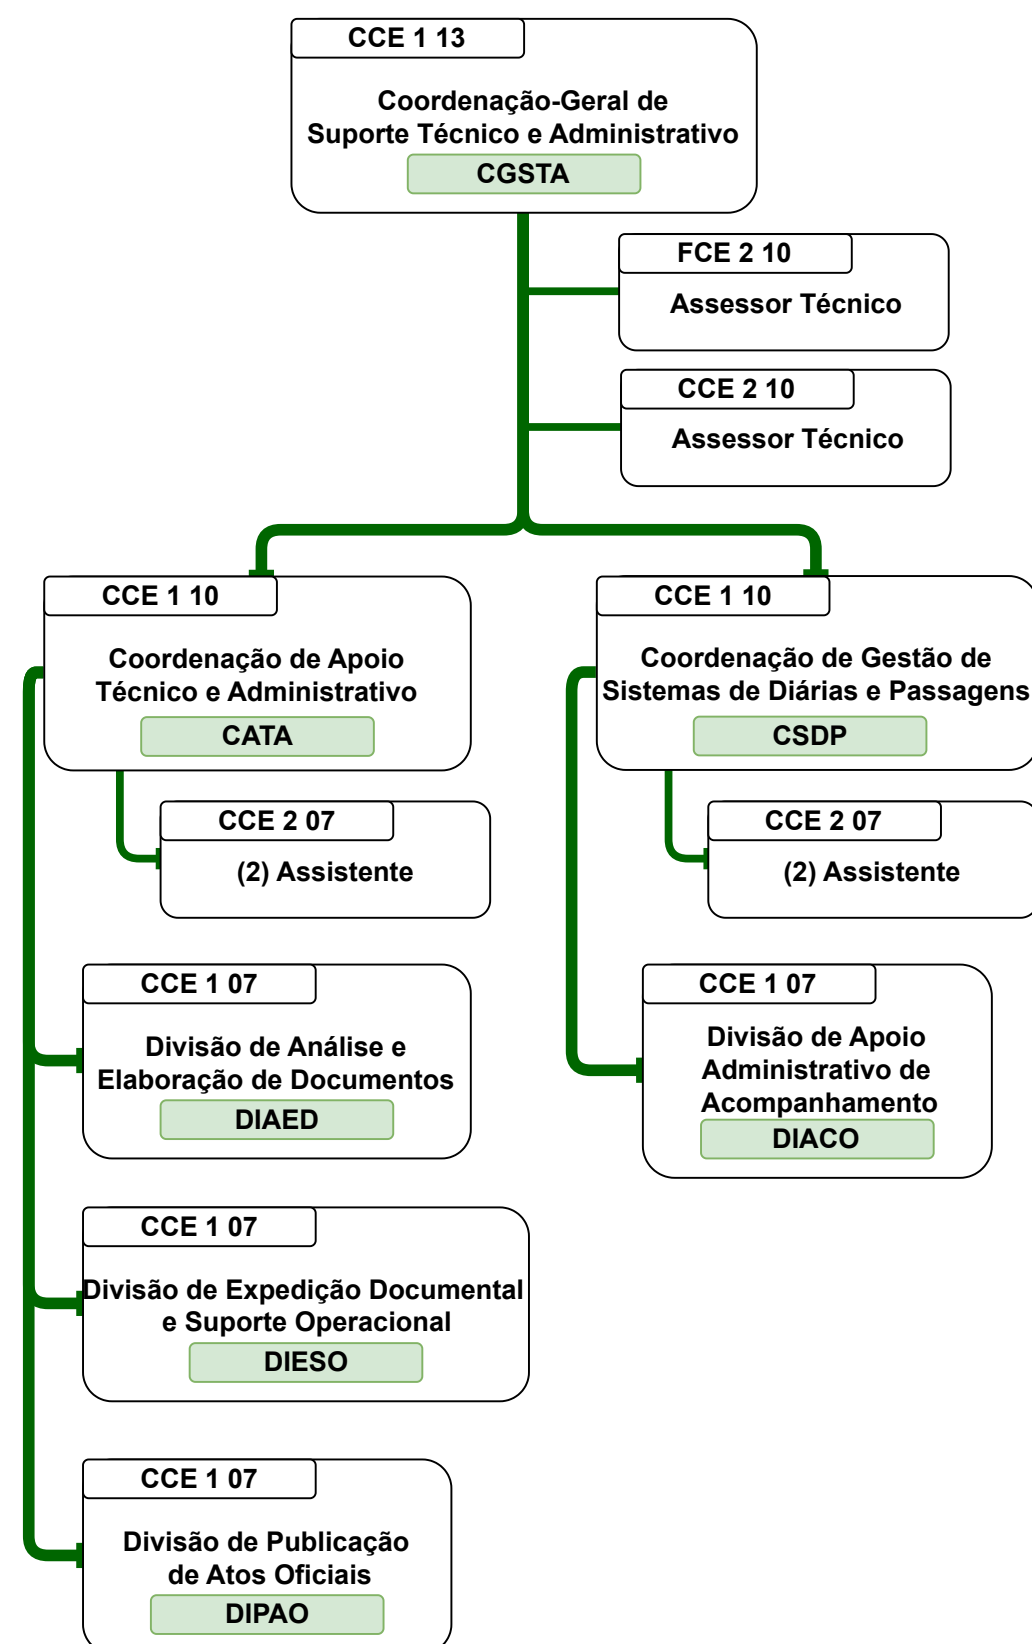 CCE 1 13
Coordenação-Geral de
Suporte Técnico e Administrativo
CGSTA
FCE 2 10
Assessor Técnico
CCE 2 10
Assessor Técnico
CCE 1 10
Coordenação de Apoio
Técnico e Administrativo
CATA
CCE 2 07
(2) Assistente
CCE 1 07
Divisão de Análise e
Elaboração de Documentos
DIAED
CCE 1 07
Divisão de Expedição Documental
e Suporte Operacional
DIESO
CCE 1 07
Divisão de Publicação
de Atos Oficiais
DIPAO
CCE 1 10
Coordenação de Gestão de
Sistemas de Diárias e Passagens
CSDP
CCE 2 07
(2) Assistente
CCE 1 07
Divisão de Apoio
Administrativo de
Acompanhamento
DIACO